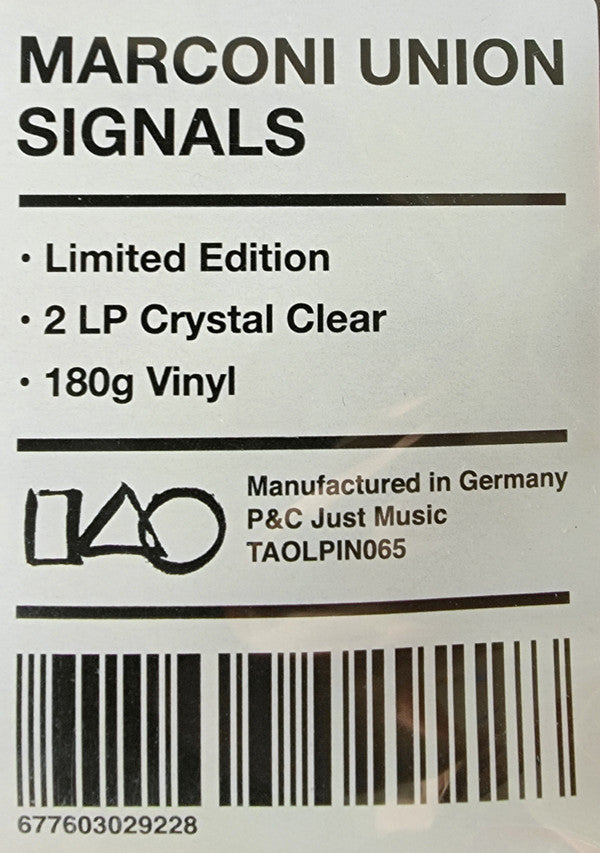 MARCONI UNION
SIGNALS
· Limited Edition
· 2 LP Crystal Clear
· 180g Vinyl
Manufactured in Germany
P&C Just Music
TAOLPIN065
677603029228